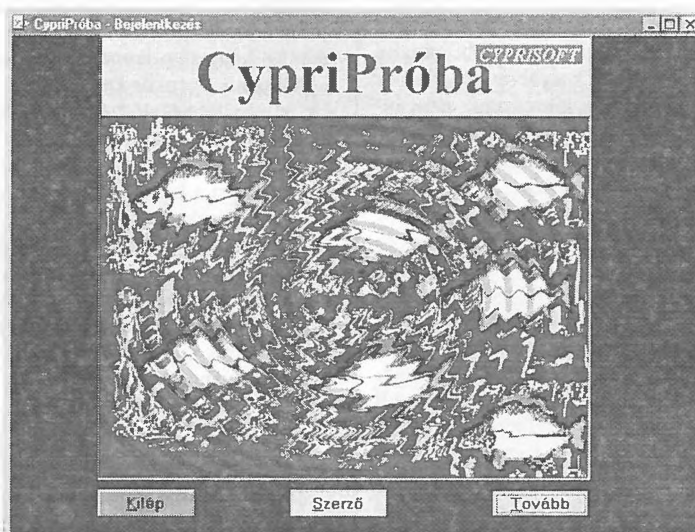 CypriPróba - Bejelentkezés
CYPRISOFT
CypriPróba
Kilép
Szerző
Tovább